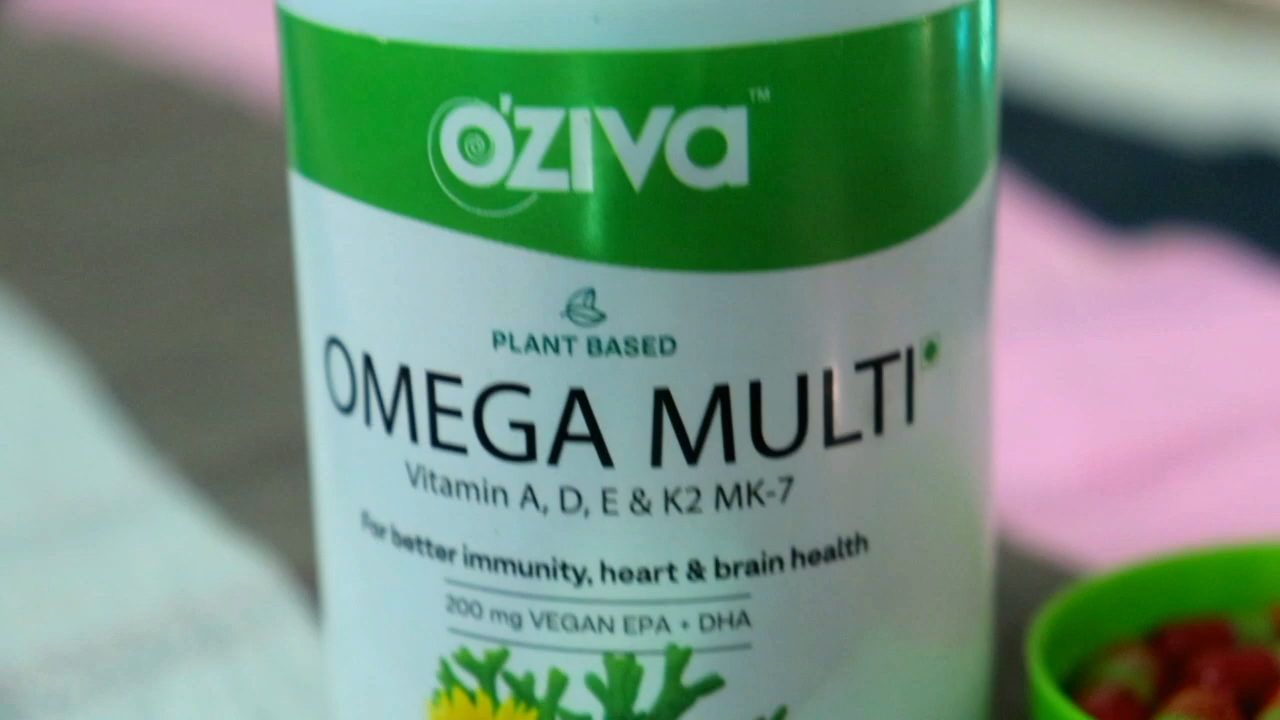 O'ZIVA™
PLANT BASED
OMEGA MULTI
Vitamin A, D, E & K2 MK-7
For better immunity, heart & brain health
200 mg VEGAN EPA + DHA